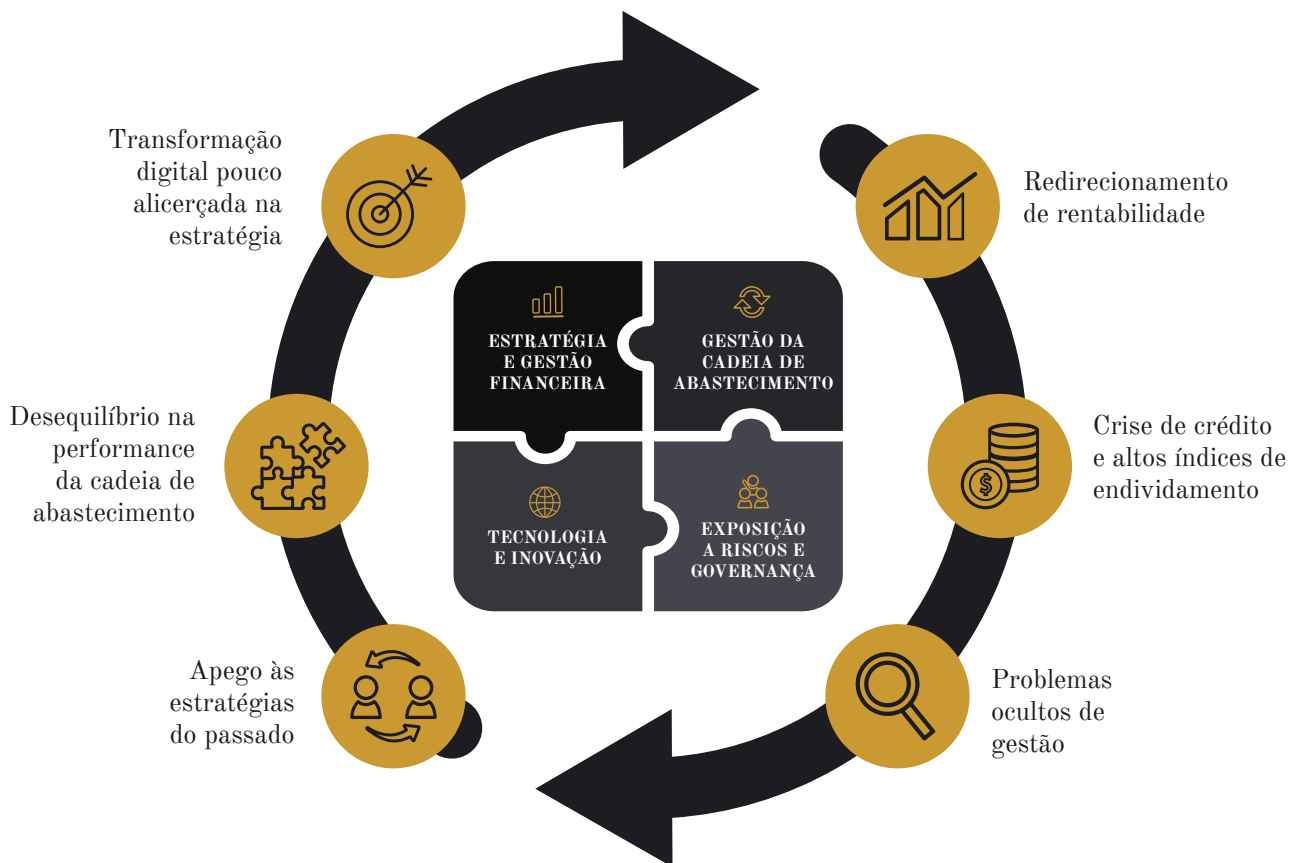 Transformação
digital pouco
alicerçada na
estratégia
Redirecionamento
de rentabilidade
ESTRATÉGIA
E GESTÃO
FINANCEIRA
GESTÃO DA
CADEIA DE
ABASTECIMENTO
Desequilíbrio na
performance
da cadeia de
abastecimento
Crise de crédito
e altos índices de
endividamento
$
TECNOLOGIA
E INOVAÇÃO
EXPOSIÇÃO
A RISCOS E
GOVERNANÇA
Apego às
estratégias
do passado
Problemas
ocultos de
gestão